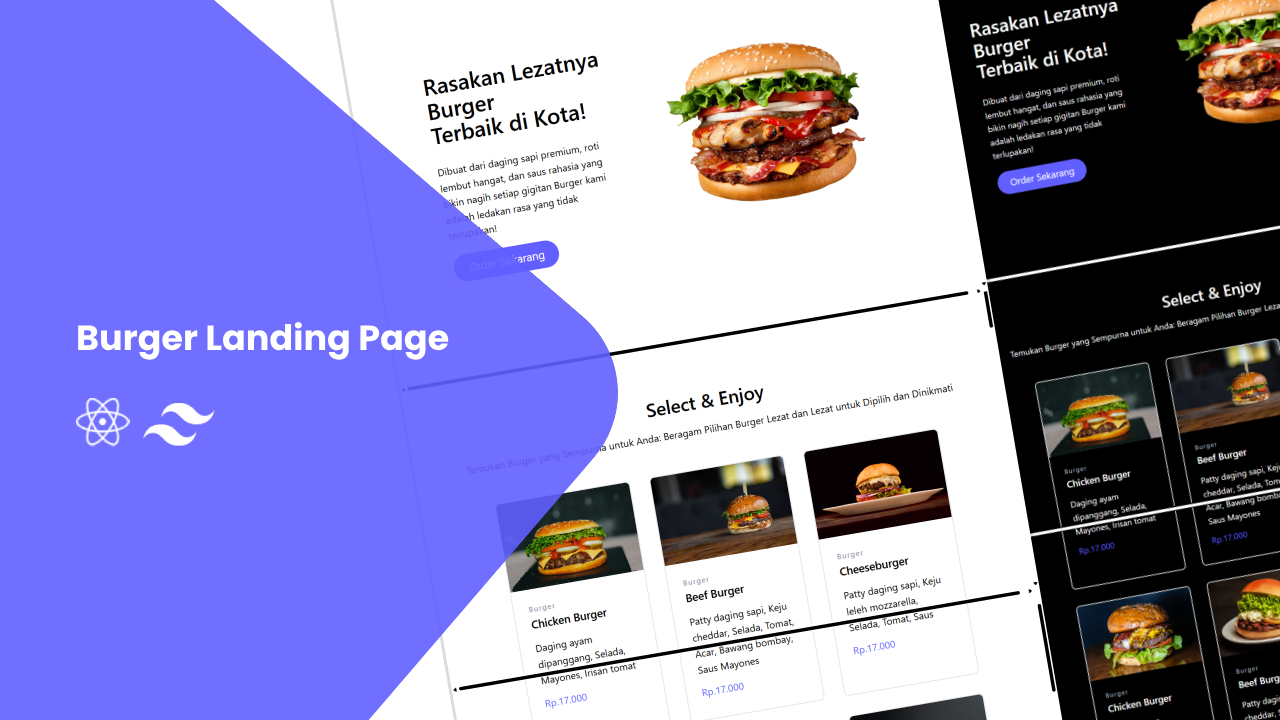 Burger Landing Page
Rasakan Lezatnya
Burger
Terbaik di Kota!
Dibuat dari daging sapi premium, roti
lembut hangat, dan saus rahasia yang
bikin nagih setiap gigitan Burger kami
adalah ledakan rasa yang tidak
terlupakan!
Order Sekarang
Select & Enjoy
Temukan Burger yang Sempurna untuk Anda: Beragam Pilihan Burger Lezat dan Lezat untuk Dipilih dan Dinikmati
Burger
Chicken Burger
Daging ayam
dipanggang, Selada,
Mayones, Irisan tomat
Rp.17.000
Burger
Beef Burger
Patty daging sapi, Keju
cheddar, Selada, Tomat,
Acar, Bawang bombay,
Saus Mayones
Rp.17.000
Burger
Cheeseburger
Patty daging sapi, Keju
leleh mozzarella,
Selada, Tomat, Saus
Rp.17.000
Rasakan Lezatnya
Burger
Terbaik di Kota!
Dibuat dari daging sapi premium, roti
lembut hangat, dan saus rahasia yang
bikin nagih setiap gigitan Burger kami
adalah ledakan rasa yang tidak
terlupakan!
Order Sekarang
Select & Enjoy
Temukan Burger yang Sempurna untuk Anda: Beragam Pilihan Burger
Burger
Chicken Burger
Daging ayam
dipanggang, Selada,
Mayones, Irisan tomat
Rp.17.000
Burger
Beef Burger
Patty daging sapi, Keju
cheddar, Selada,
Acar, Bawang
Saus Mayones
Rp.17.000
Burger
Chicken Burger
Burger
Beef